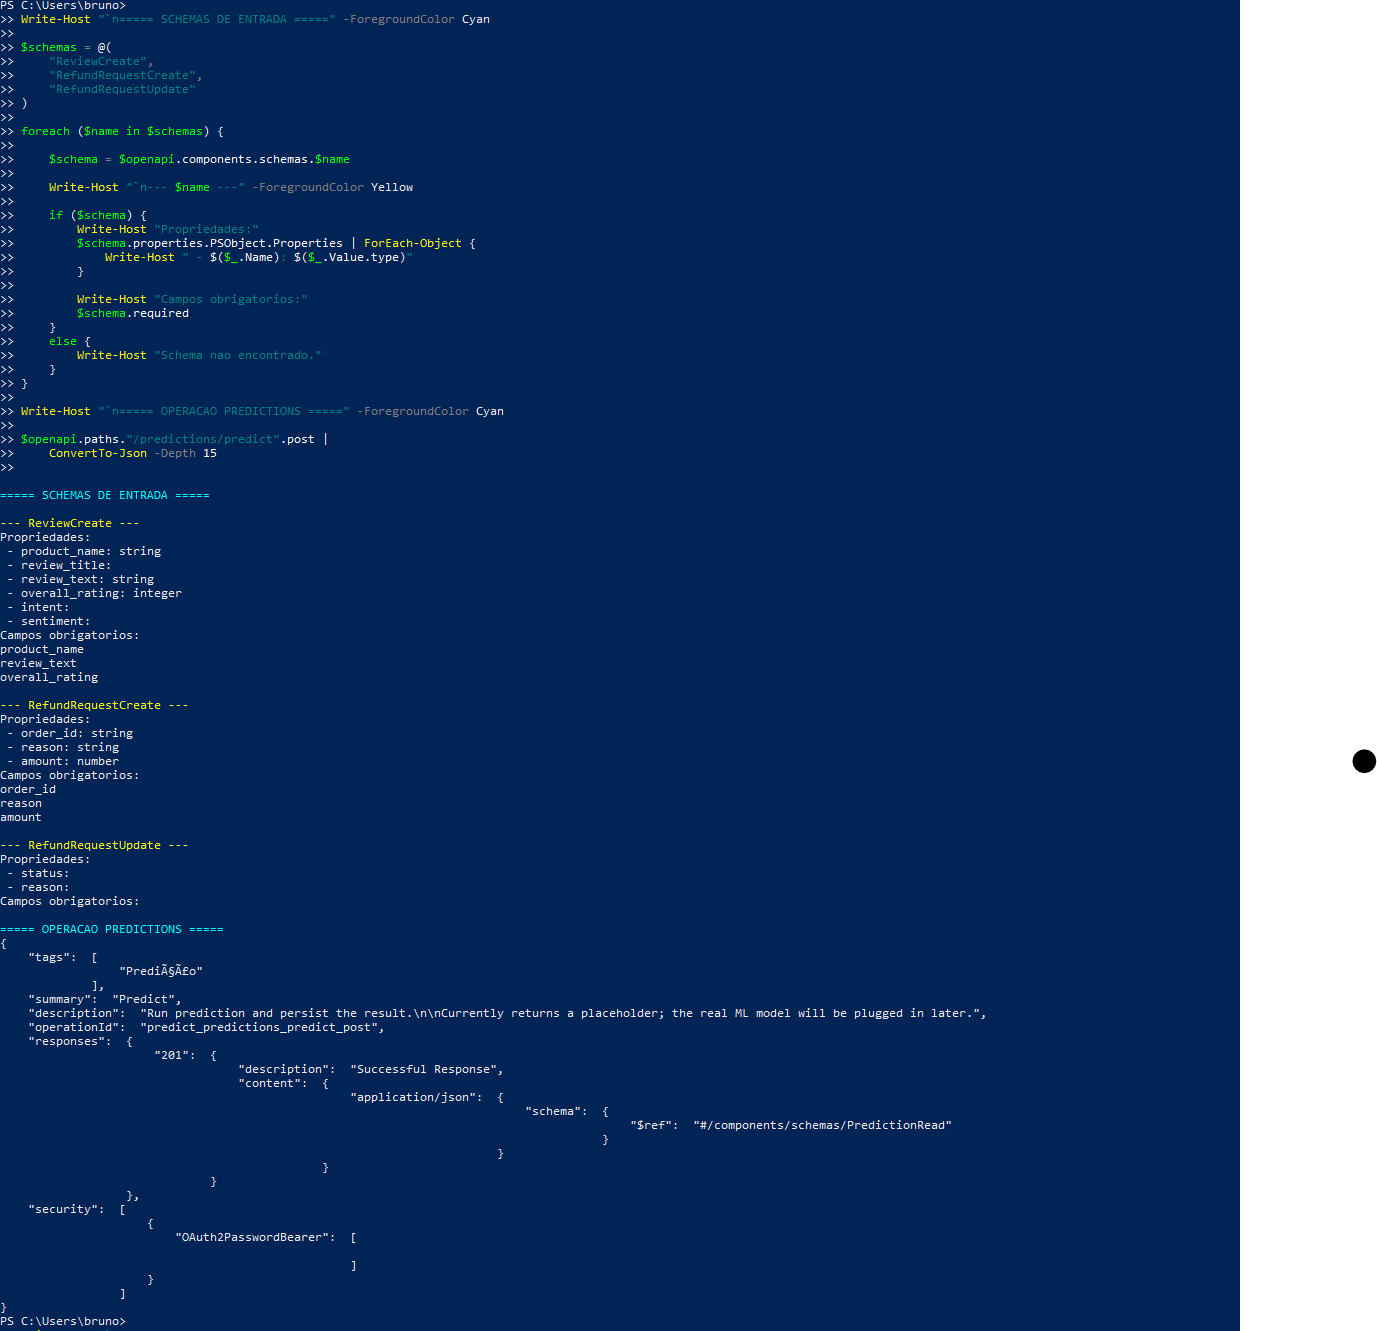 PS C:\Users\bruno>
>> Write-Host "`n===== SCHEMAS DE ENTRADA =====" -ForegroundColor Cyan
>>
>> $schemas = @(
>>     "ReviewCreate",
>>     "RefundRequestCreate",
>>     "RefundRequestUpdate"
>> )
>>
>> foreach ($name in $schemas) {
>>
>>     $schema = $openapi.components.schemas.$name
>>
>>     Write-Host "`n--- $name ---" -ForegroundColor Yellow
>>
>>     if ($schema) {
>>         Write-Host "Propriedades:"
>>         $schema.properties.PSObject.Properties | ForEach-Object {
>>             Write-Host " - $($_.Name): $($_.Value.type)"
>>         }
>>
>>         Write-Host "Campos obrigatorios:"
>>         $schema.required
>>     }
>>     else {
>>         Write-Host "Schema nao encontrado."
>>     }
>> }
>>
>> Write-Host "`n===== OPERACAO PREDICTIONS =====" -ForegroundColor Cyan
>>
>> $openapi.paths."/predictions/predict".post |
>>     ConvertTo-Json -Depth 15
>>

===== SCHEMAS DE ENTRADA =====

--- ReviewCreate ---
Propriedades:
 - product_name: string
 - review_title:
 - review_text: string
 - overall_rating: integer
 - intent:
 - sentiment:
Campos obrigatorios:
product_name
review_text
overall_rating

--- RefundRequestCreate ---
Propriedades:
 - order_id: string
 - reason: string
 - amount: number
Campos obrigatorios:
order_id
reason
amount

--- RefundRequestUpdate ---
Propriedades:
 - status:
 - reason:
Campos obrigatorios:

===== OPERACAO PREDICTIONS =====
{
    "tags":  [
                 "PrediÃ§Ã£o"
             ],
    "summary":  "Predict",
    "description":  "Run prediction and persist the result.\n\nCurrently returns a placeholder; the real ML model will be plugged in later.",
    "operationId":  "predict_predictions_predict_post",
    "responses":  {
                      "201":  {
                                  "description":  "Successful Response",
                                  "content":  {
                                                  "application/json":  {
                                                                           "schema":  {
                                                                                          "$ref":  "#/components/schemas/PredictionRead"
                                                                                      }
                                                                       }
                                              }
                              }
                  },
    "security":  [
                     {
                         "OAuth2PasswordBearer":  [

                                                  ]
                     }
                 ]
}
PS C:\Users\bruno>